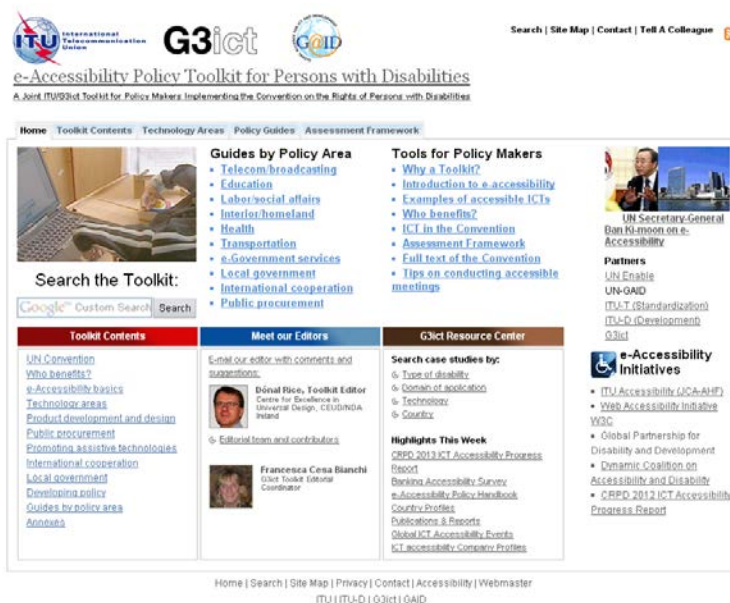 ITU International Telecommunication Union
G3ict
G@ID
Search | Site Map | Contact | Tell A Colleague
e-Accessibility Policy Toolkit for Persons with Disabilities
A Joint ITU/G3ict Toolkit for Policy Makers Implementing the Convention on the Rights of Persons with Disabilities
Home Toolkit Contents Technology Areas Policy Guides Assessment Framework
Search the Toolkit:
Google™ Custom Search Search
Guides by Policy Area
Telecom/broadcasting
Education
Labor/social affairs
Interior/homeland
Health
Transportation
e-Government services
Local government
International cooperation
Public procurement
Tools for Policy Makers
Why a Toolkit?
Introduction to e-accessibility
Examples of accessible ICTs
Who benefits?
ICT in the Convention
Assessment Framework
Full text of the Convention
Tips on conducting accessible
meetings
UN Secretary-General
Ban Ki-moon on e-
Accessibility
Partners
UN Enable
UN-GAID
ITU-T (Standardization)
ITU-D (Development)
G3ict
e-Accessibility
Initiatives
ITU Accessibility (JCA-AHF)
Web Accessibility Initiative
W3C
Global Partnership for
Disability and Development
Dynamic Coalition on
Accessibility and Disability
CRPD 2012 ICT Accessibility
Progress Report
Toolkit Contents
UN Convention
Who benefits?
e-Accessibility basics
Technology areas
Product development and design
Public procurement
Promoting assistive technologies
International cooperation
Local government
Developing policy
Guides by policy area
Annexes
Meet our Editors
E-mail our editor with comments and
suggestions:
Dónal Rice, Toolkit Editor
Centre for Excellence in
Universal Design, CEUD/NDA
Ireland
Editorial team and contributors
Francesca Cesa Bianchi
G3ict Toolkit Editorial
Coordinator
G3ict Resource Center
Search case studies by:
Type of disability
Domain of application
Technology
Country
Highlights This Week
CRPD 2013 ICT Accessibility Progress
Report
Banking Accessibility Survey
e-Accessibility Policy Handbook
Country Profiles
Publications & Reports
Global ICT Accessibility Events
ICT accessibility Company Profiles
Home | Search | Site Map | Privacy | Contact | Accessibility | Webmaster
ITU | ITU-D | G3ict | GAID